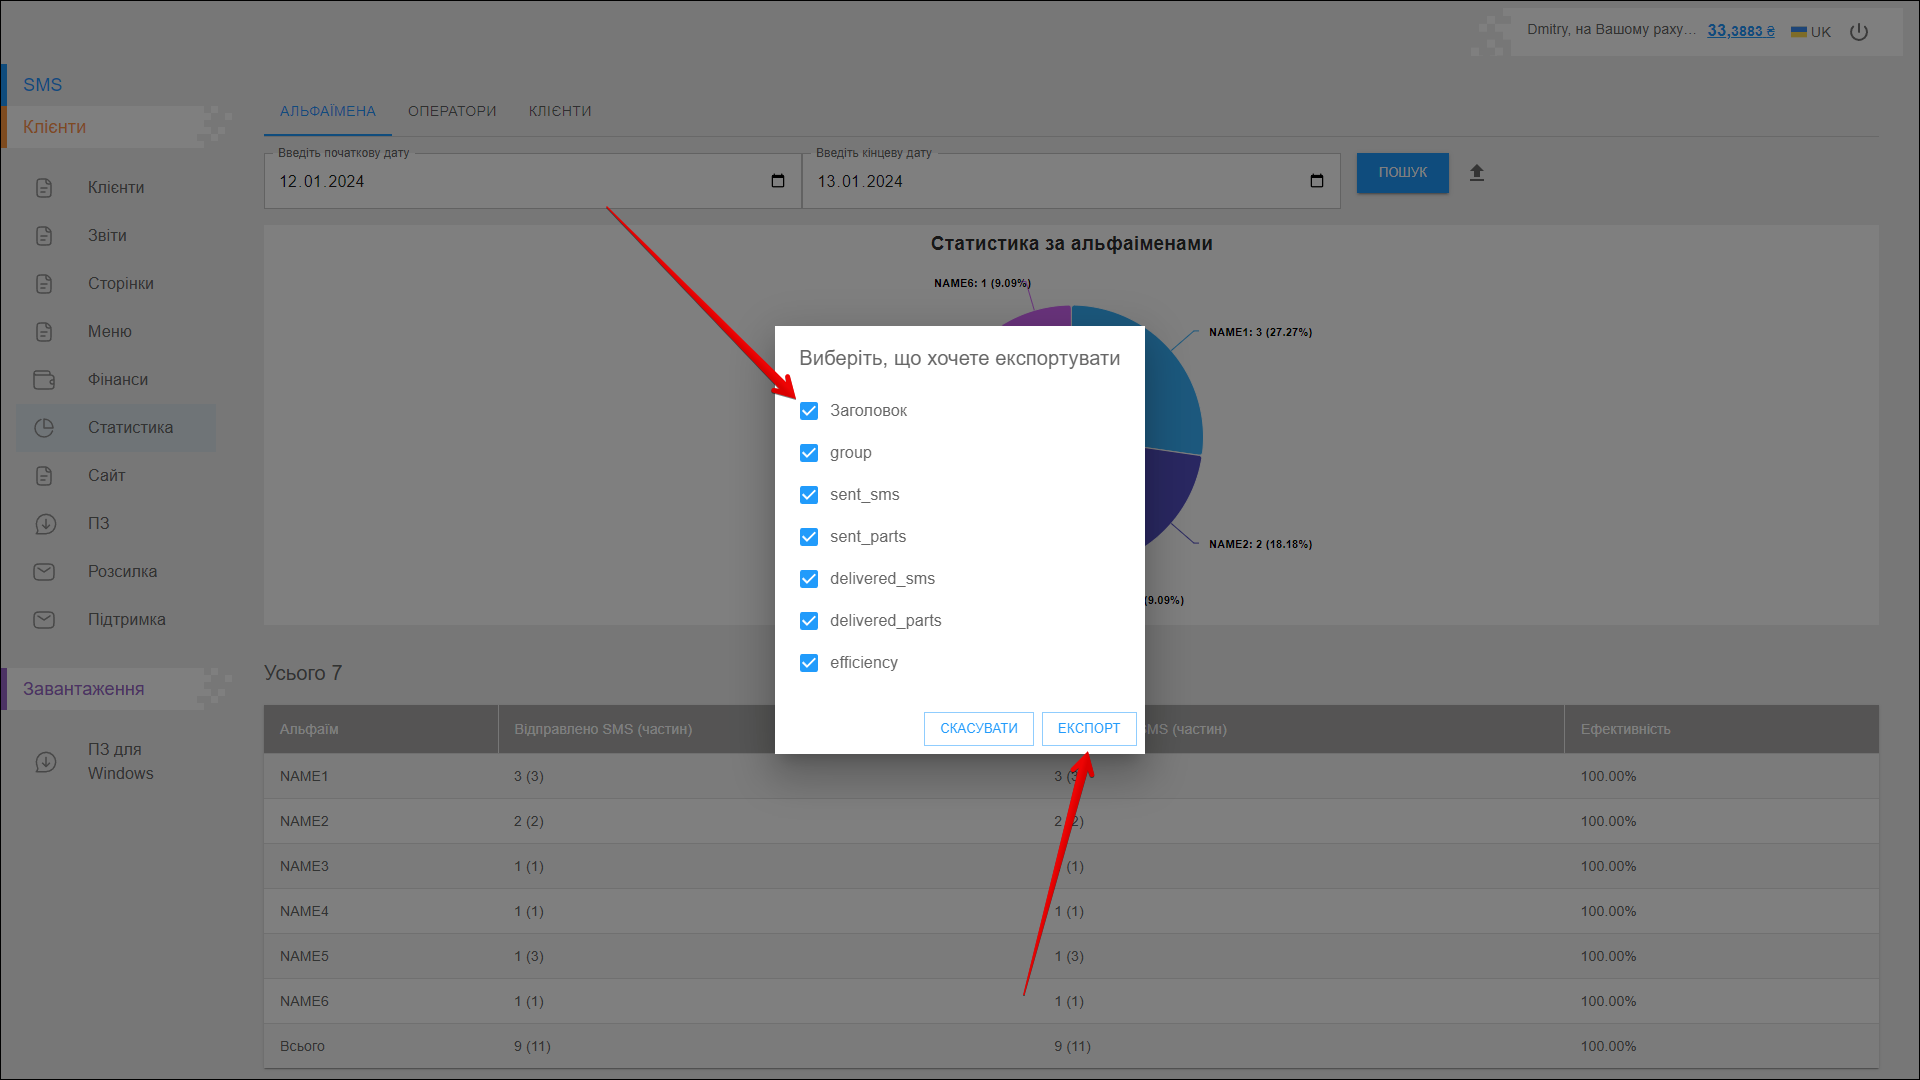 Dmitry, на Вашому раху... 33,3883 ₴ UK
SMS
Клієнти
Клієнти
Звіти
Сторінки
Меню
Фінанси
Статистика
Сайт
ПЗ
Розсилка
Підтримка
Завантаження
ПЗ для
Windows
АЛЬФАІМЕНА ОПЕРАТОРИ КЛІЄНТИ
Введіть початкову дату
12.01.2024
Введіть кінцеву дату
13.01.2024
ПОШУК
Статистика за альфаіменами
NAME6: 1 (9.09%)
NAME1: 3 (27.27%)
NAME2: 2 (18.18%)
(9.09%)
Виберіть, що хочете експортувати
Заголовок
group
sent_sms
sent_parts
delivered_sms
delivered_parts
efficiency
СКАСУВАТИ ЕКСПОРТ
Усього 7
Альфаім Відправлено SMS (частин) SMS (частин) Ефективність
NAME1 3 (3) 3 (3) 100.00%
NAME2 2 (2) 2 (2) 100.00%
NAME3 1 (1) (1) 100.00%
NAME4 1 (1) 1 (1) 100.00%
NAME5 1 (3) 1 (3) 100.00%
NAME6 1 (1) 1 (1) 100.00%
Всього 9 (11) 9 (11) 100.00%